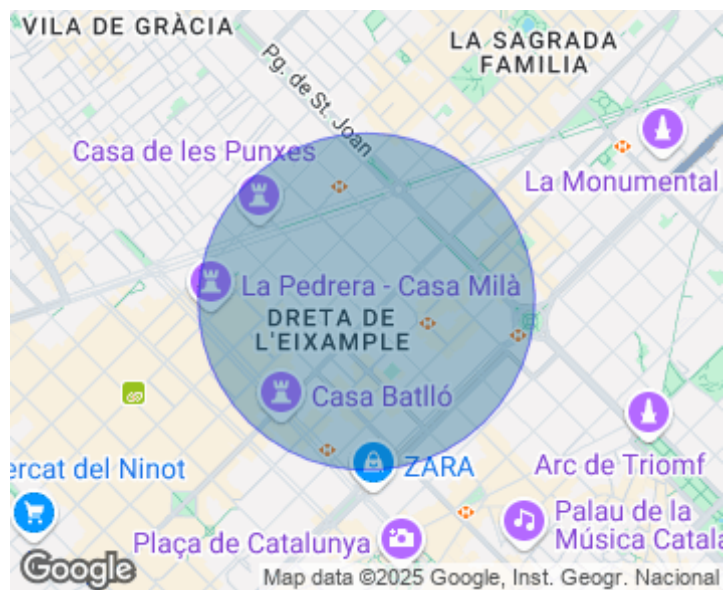 VILA DE GRÀCIA
LA SAGRADA
FAMILIA
Pg. de St. Joan
Casa de les Punxes
La Monumental
La Pedrera - Casa Milà
DRETA DE
L'EIXAMPLE
Casa Batlló
ercat del Ninot
ZARA
Arc de Triomf
Plaça de Catalunya
Palau de la
Música Catala
Google
Map data ©2025 Google, Inst. Geogr. Nacional